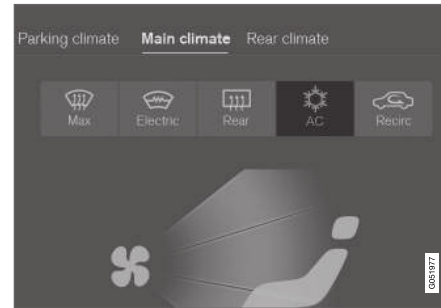 Parking climate Main climate Rear climate
Max Electric Rear AC Recirc
G051977